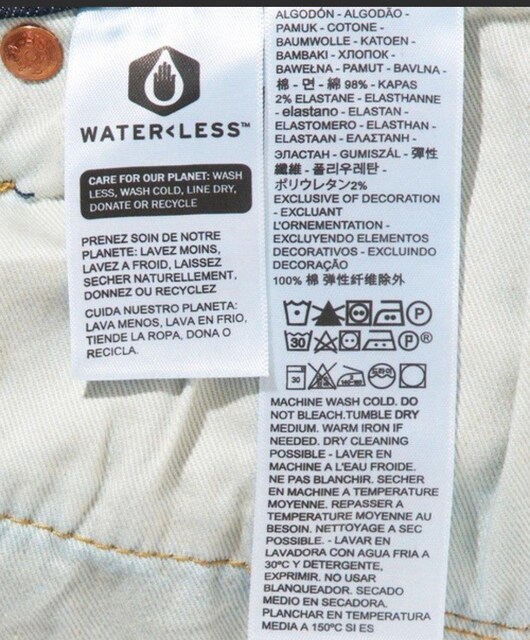 WATER<LESS™
CARE FOR OUR PLANET: WASH
LESS, WASH COLD, LINE DRY,
DONATE OR RECYCLE
PRENEZ SOIN DE NOTRE
PLANETE: LAVEZ MOINS,
LAVEZ A FROID, LAISSEZ
SECHER NATURELLEMENT,
DONNEZ OU RECYCLEZ
CUIDA NUESTRO PLANETA:
LAVA MENOS, LAVA EN FRIO,
TIENDE LA ROPA, DONA O
RECICLA.
ALGODÓN - ALGODÃO -
PAMUK - COTONE -
BAUMWOLLE - KATOEN -
BAMBAKI - ХЛОПОК -
BAWEŁNA - PAMUT - BAVLNA -
棉 - 면 - 綿 98% - KAPAS
2% ELASTANE - ELASTHANNE
- elastano - ELASTAN -
ELASTOMERO - ELASTHAN -
ELASTAAN - ΕΛΑΣΤΑΝΗ -
ЭЛАСТАН - GUMISZÁL - 彈性
纖維 - 폴리우레탄 -
ポリウレタン2%
EXCLUSIVE OF DECORATION
- EXCLUANT
L'ORNEMENTATION -
EXCLUYENDO ELEMENTOS
DECORATIVOS - EXCLUINDO
DECORAÇÃO
100% 棉 弹性纤维除外
P
30 P®
30
MACHINE WASH COLD. DO
NOT BLEACH.TUMBLE DRY
MEDIUM. WARM IRON IF
NEEDED. DRY CLEANING
POSSIBLE - LAVER EN
MACHINE A L'EAU FROIDE.
NE PAS BLANCHIR. SECHER
EN MACHINE A TEMPERATURE
MOYENNE. REPASSER A
TEMPERATURE MOYENNE AU
BESOIN. NETTOYAGE A SEC
POSSIBLE. - LAVAR EN
LAVADORA CON AGUA FRIA A
30ºC Y DETERGENTE,
EXPRIMIR. NO USAR
BLANQUEADOR. SECADO
MEDIO EN SECADORA.
PLANCHAR EN TEMPERATURA
MEDIA A 150ºC SI ES